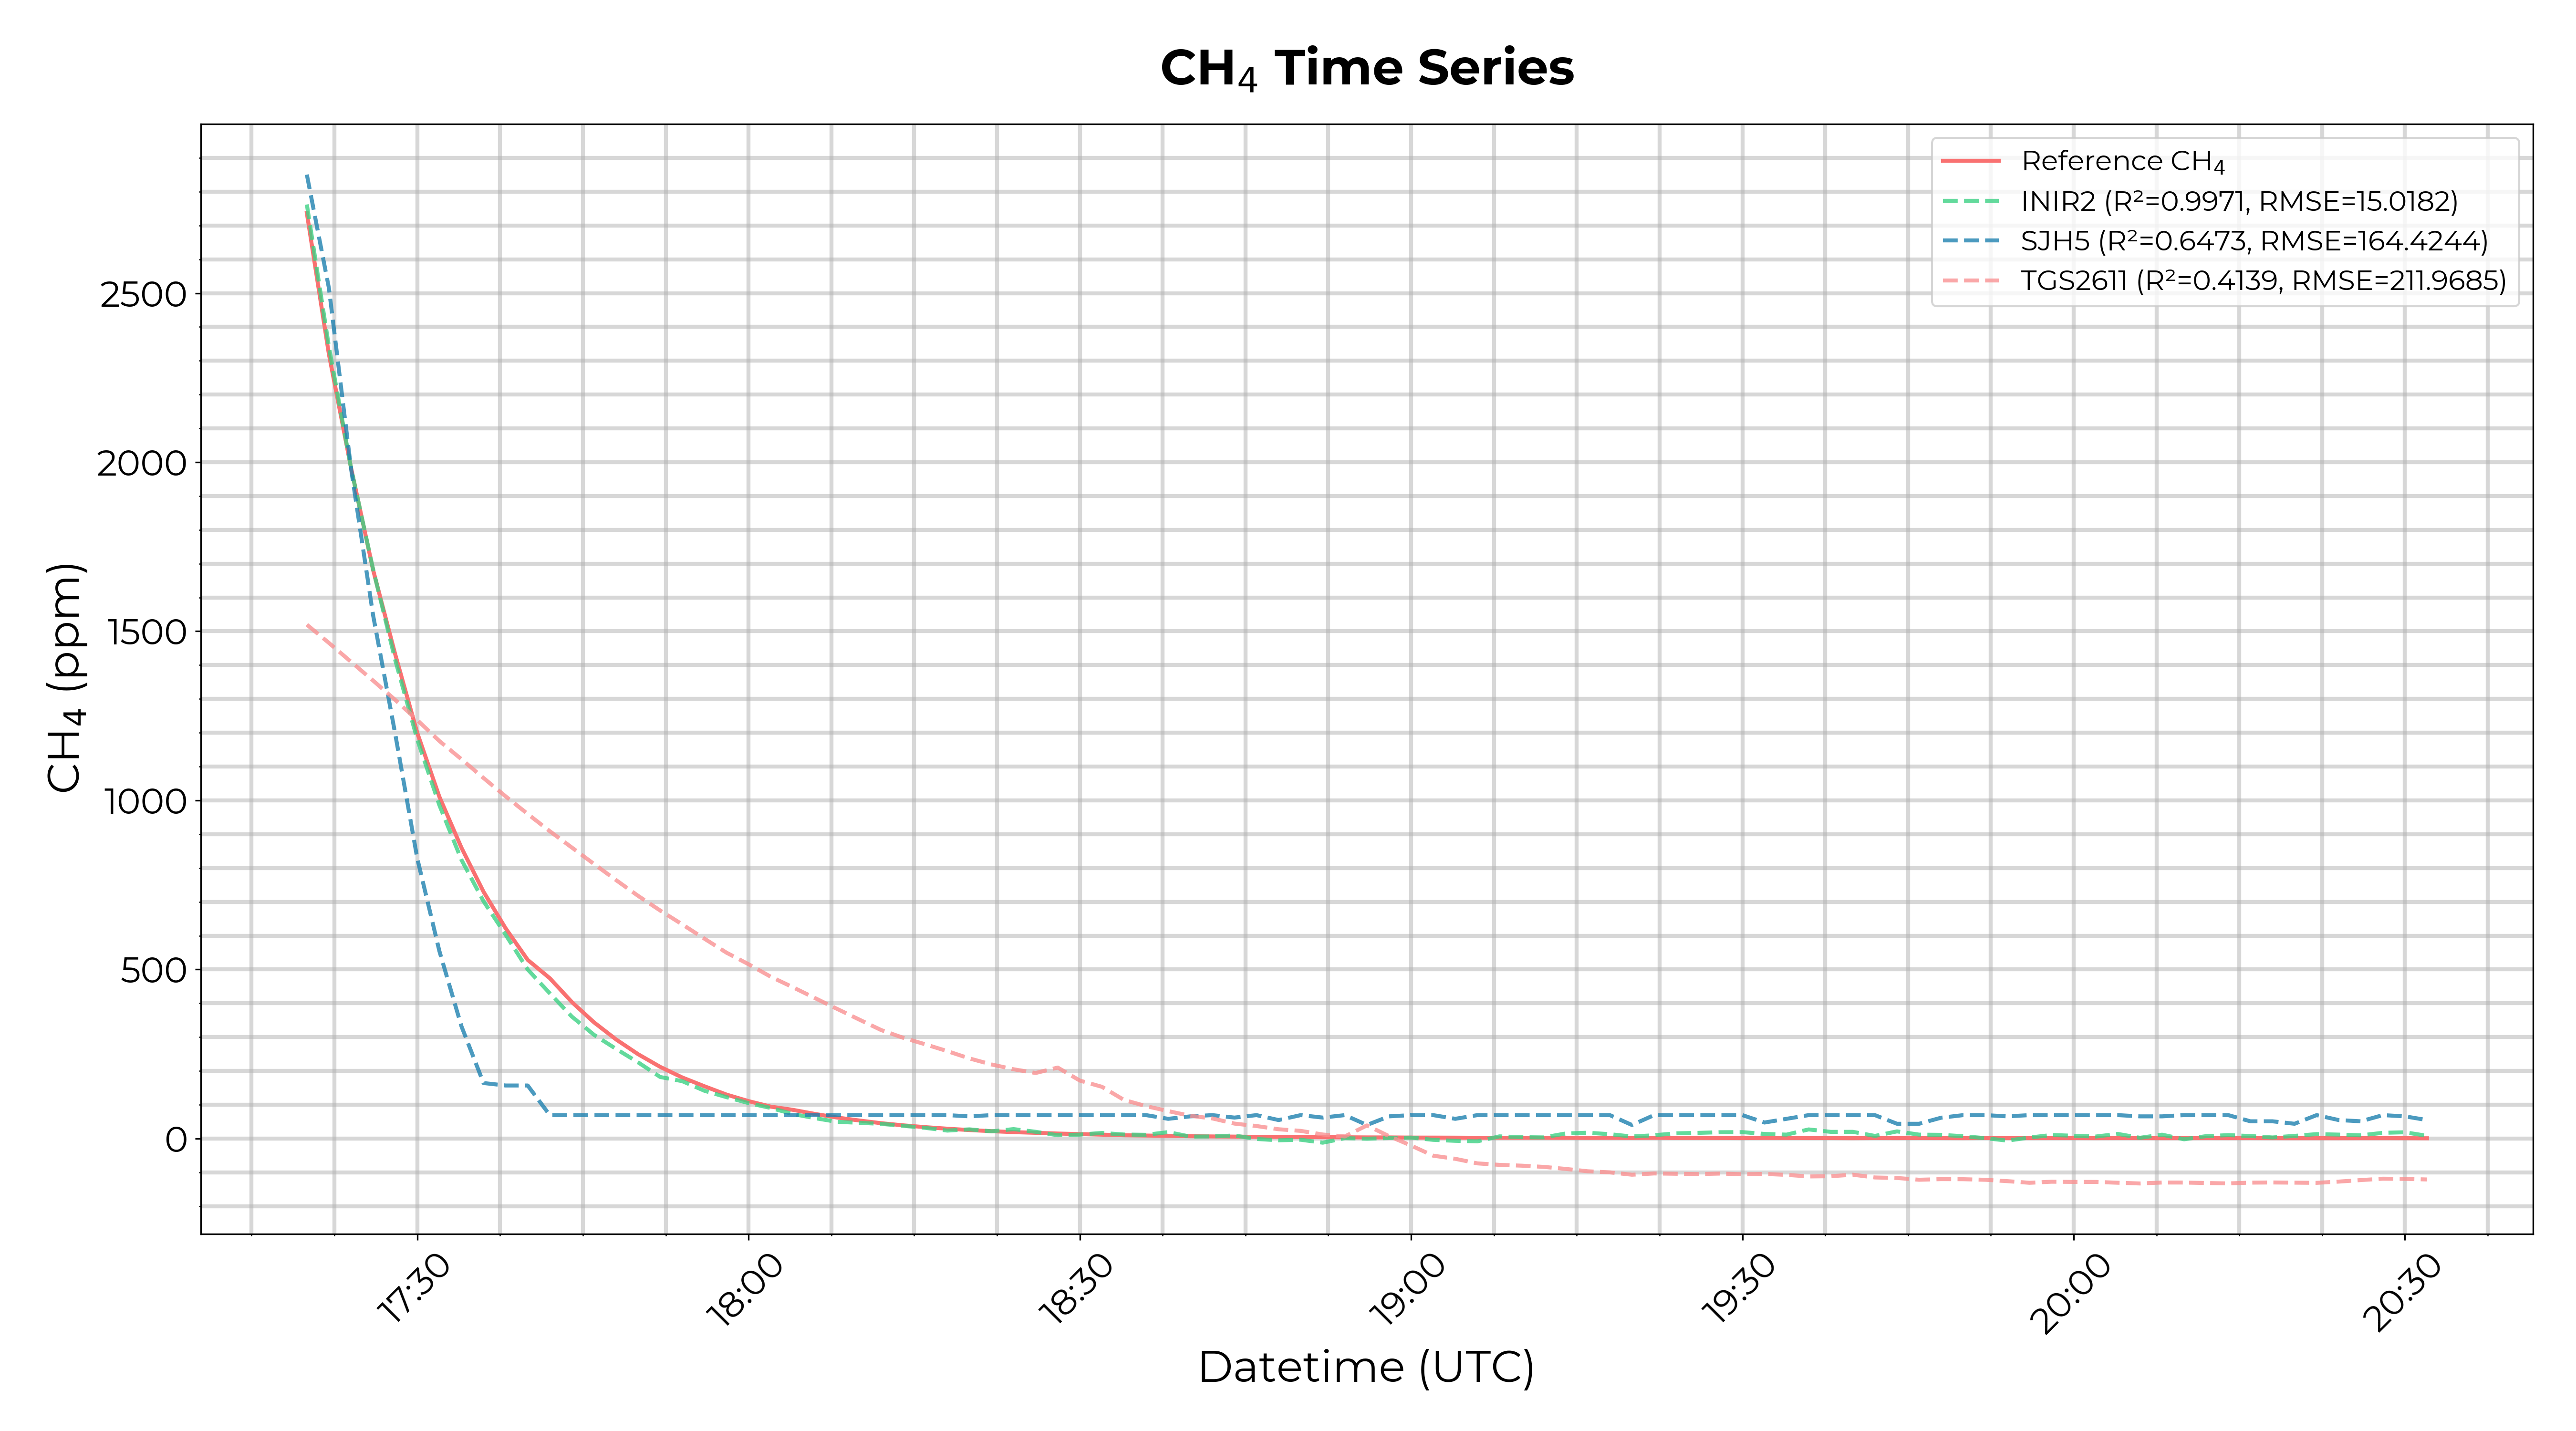 CH₄ Time Series
Reference CH₄
INIR2 (R²=0.9971, RMSE=15.0182)
SJH5 (R²=0.6473, RMSE=164.4244)
TGS2611 (R²=0.4139, RMSE=211.9685)
CH₄ (ppm)
2500
2000
1500
1000
500
0
17:30
18:00
18:30
19:00
19:30
20:00
20:30
Datetime (UTC)